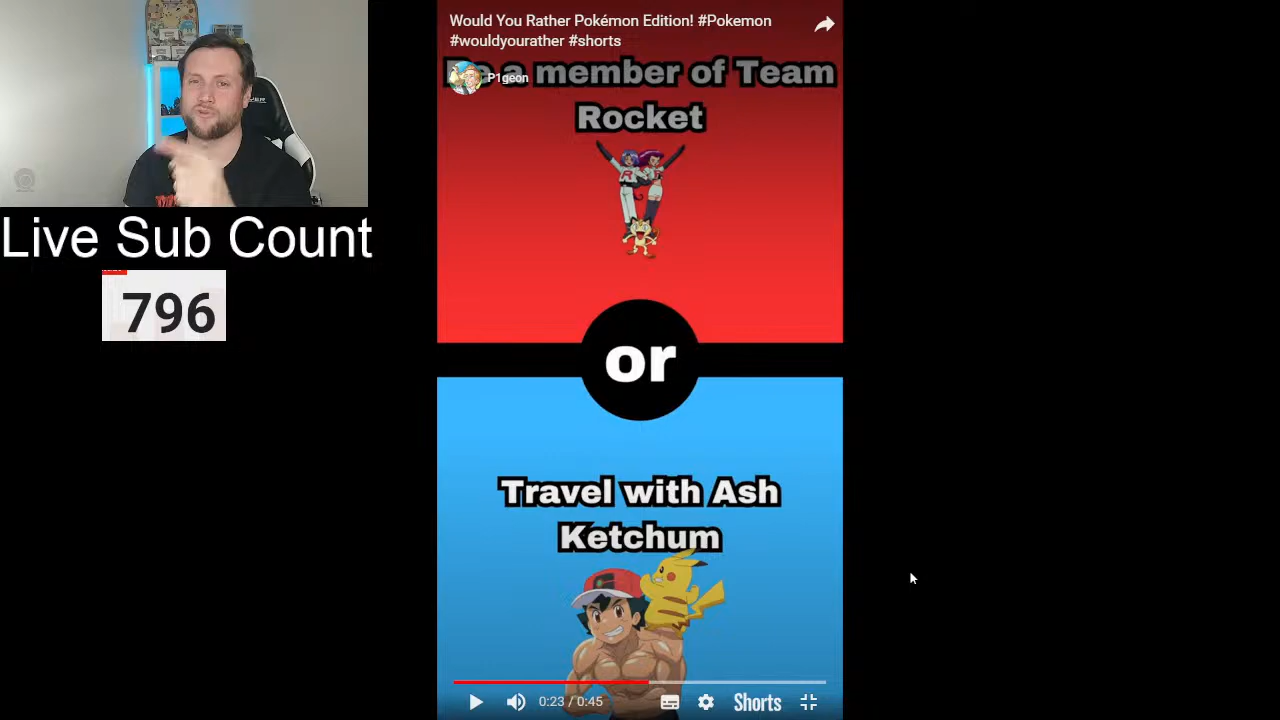 Would You Rather Pokémon Edition! #Pokemon
#wouldyourather #shorts
a member of Team
Rocket
P1geon
R
R
or
Travel with Ash
Ketchum
0:23 / 0:45
Shorts
Live Sub Count
796